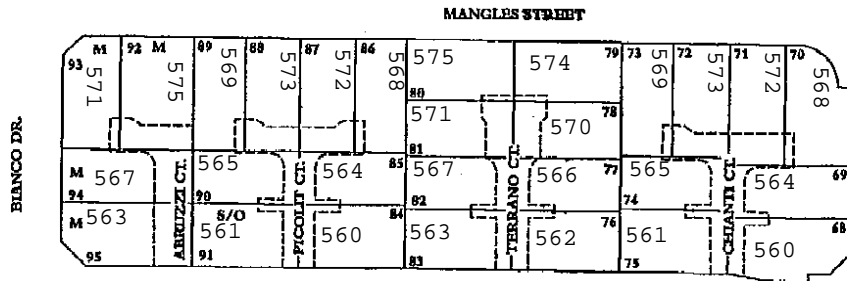 MANGLES STREET
BIANCO DR.
93 M 92 M 89 88 87 86 79 73 72 71 70
571 575 569 573 572 568 575 574 569 573 572 568
80 78
571 570
81 85 77 69
M 567 565 564 567 566 565 564
94 90 84 82 76 74 68
M 563 S/O 561 560 563 562 561 560
95 91 83 75
ABRUZZI CT.
PICOLIT CT.
TERRANO CT.
CHIANTI CT.